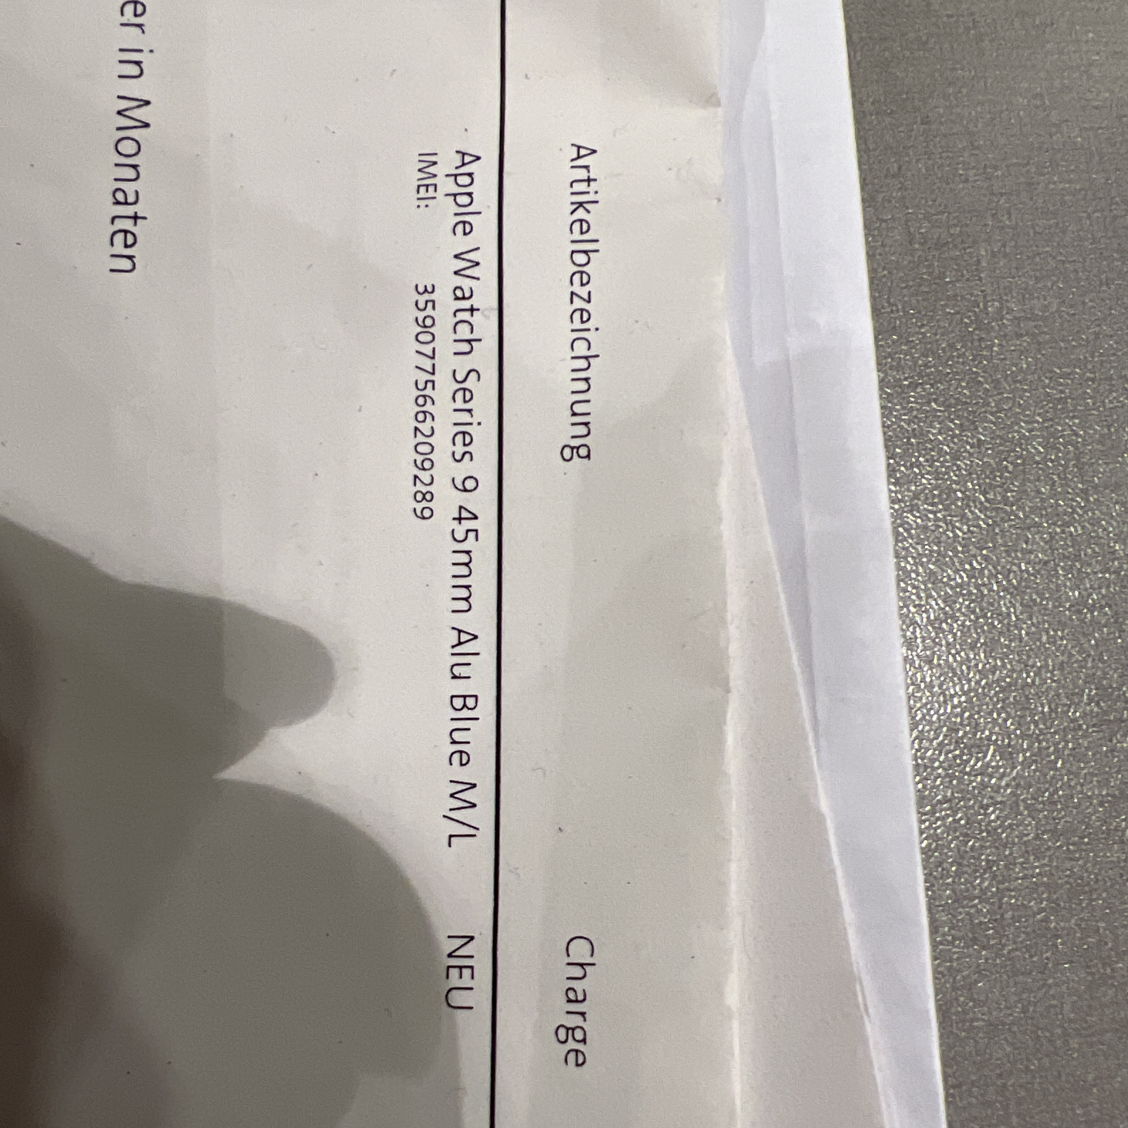 Artikelbezeichnung Charge
Apple Watch Series 9 45mm Alu Blue M/L NEU
IMEI: 359077566209289
er in Monaten